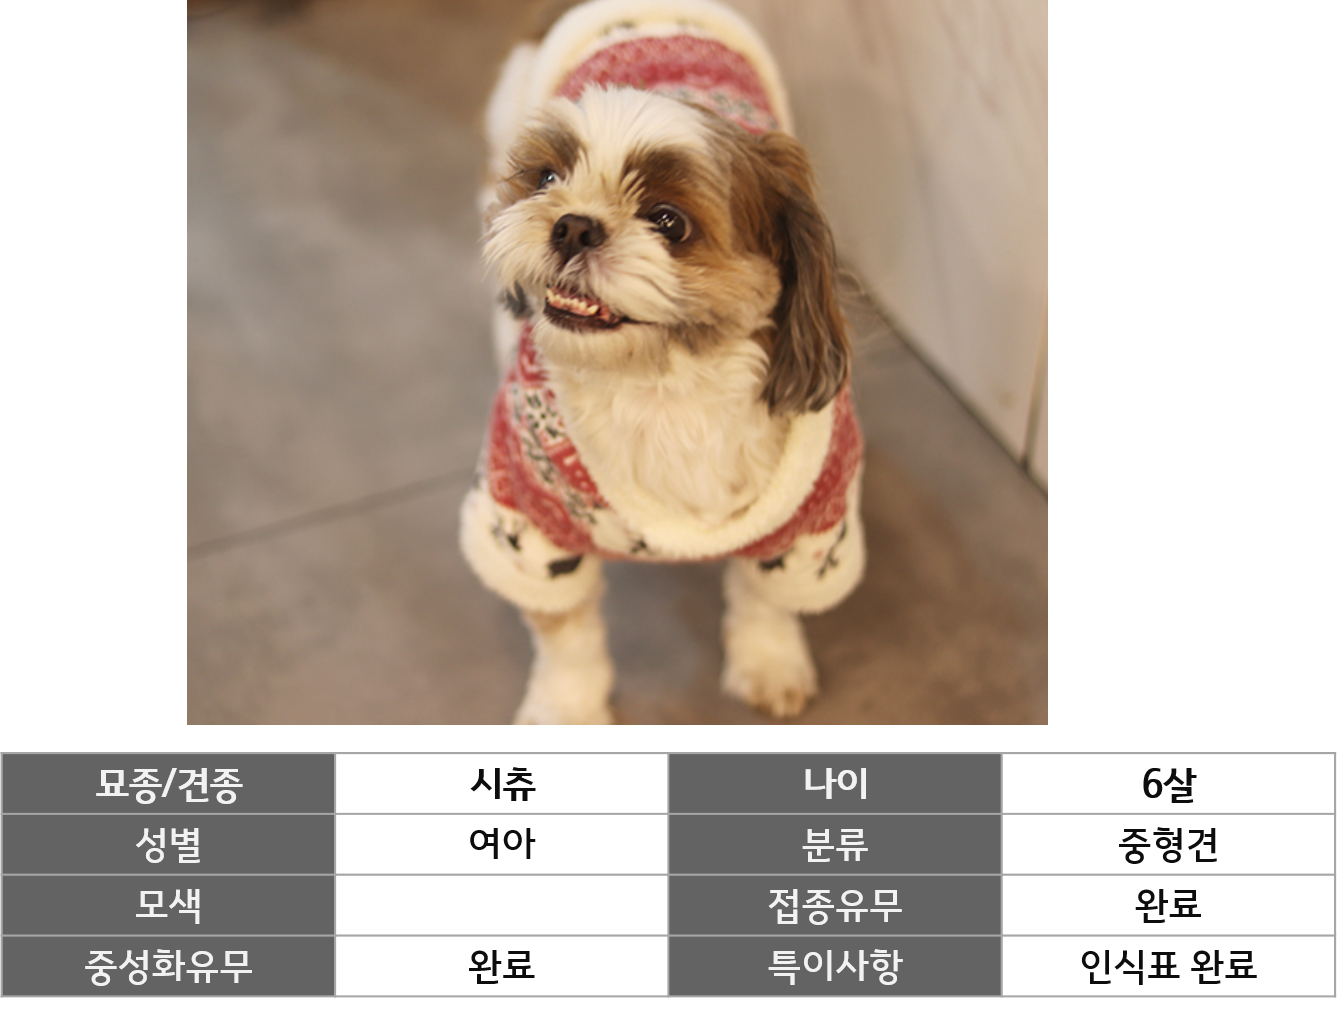 묘종/견종 시츄 나이 6살
성별 여아 분류 중형견
모색 접종유무 완료
중성화유무 완료 특이사항 인식표 완료